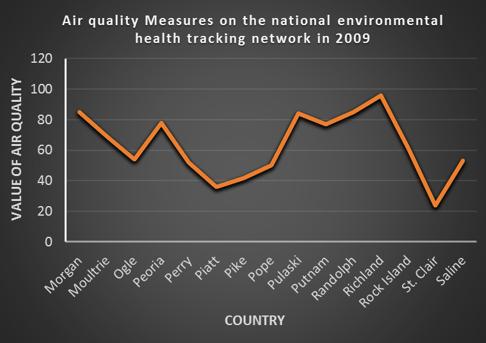 Air quality Measures on the national environmental
health tracking network in 2009
VALUE OF AIR QUALITY
120
100
80
60
40
20
0
Morgan
Moultrie
Ogle
Peoria
Perry
Piatt
Pike
Pope
Pulaski
Putnam
Randolph
Richland
Rock Island
St. Clair
Saline
COUNTRY